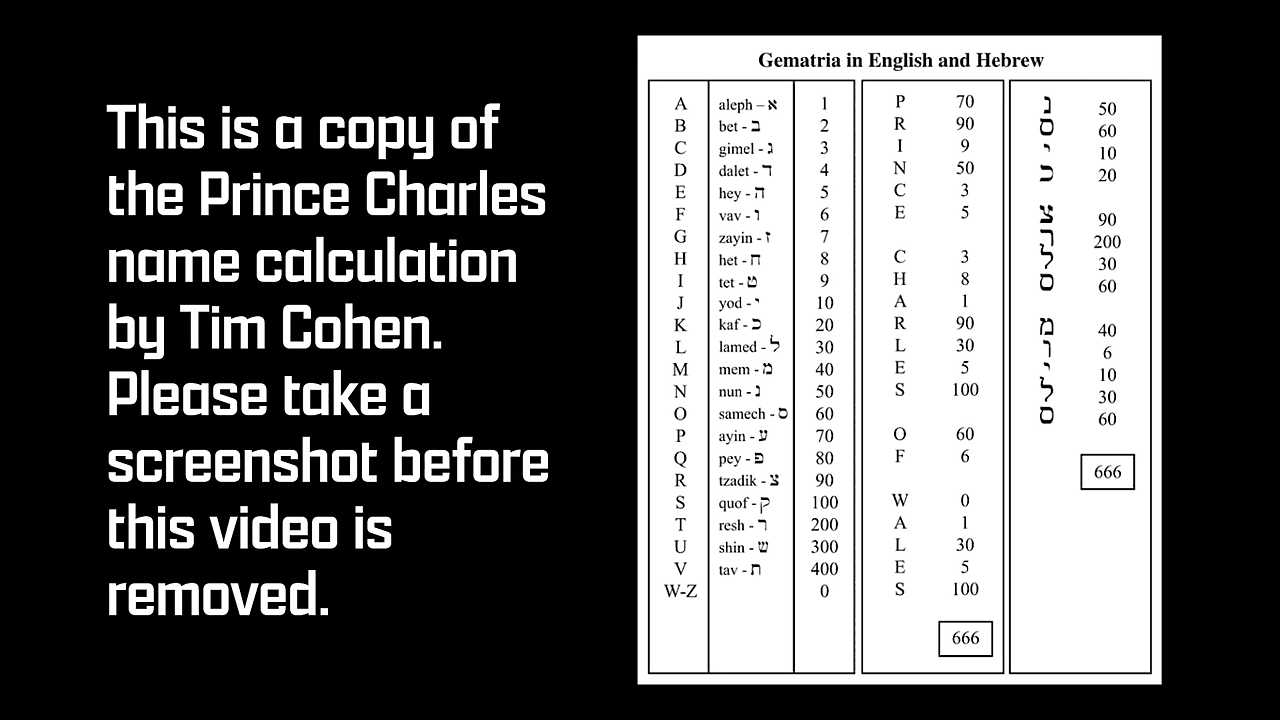 This is a copy of
the Prince Charles
name calculation
by Tim Cohen.
Please take a
screenshot before
this video is
removed.
Gematria in English and Hebrew
A aleph – א 1
B bet - ב 2
C gimel - ג 3
D dalet - ד 4
E hey - ה 5
F vav - ו 6
G zayin - ז 7
H het - ח 8
I tet - ט 9
J yod - י 10
K kaf - כ 20
L lamed - ל 30
M mem - מ 40
N nun - נ 50
O samech - ס 60
P ayin - ע 70
Q pey - פ 80
R tzadik - צ 90
S quof - ק 100
T resh - ר 200
U shin - ש 300
V tav - ת 400
W-Z 0
P 70
R 90
I 9
N 50
C 3
E 5
C 3
H 8
A 1
R 90
L 30
E 5
S 100
O 60
F 6
W 0
A 1
L 30
E 5
S 100
666
נ 50
ס 60
י 10
כ 20
צ 90
ר 200
ל 30
ס 60
מ 40
ו 6
י 10
ל 30
ס 60
666